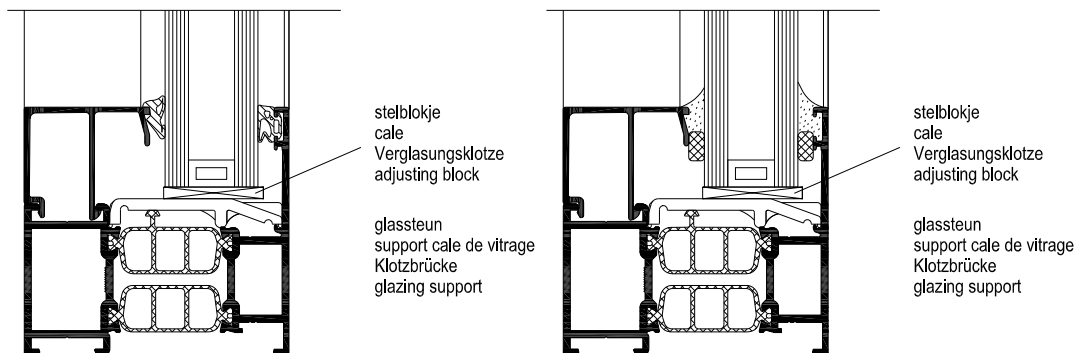 stelblokje
cale
Verglasungsklotze
adjusting block
glassteun
support cale de vitrage
Klotzbrücke
glazing support
stelblokje
cale
Verglasungsklotze
adjusting block
glassteun
support cale de vitrage
Klotzbrücke
glazing support